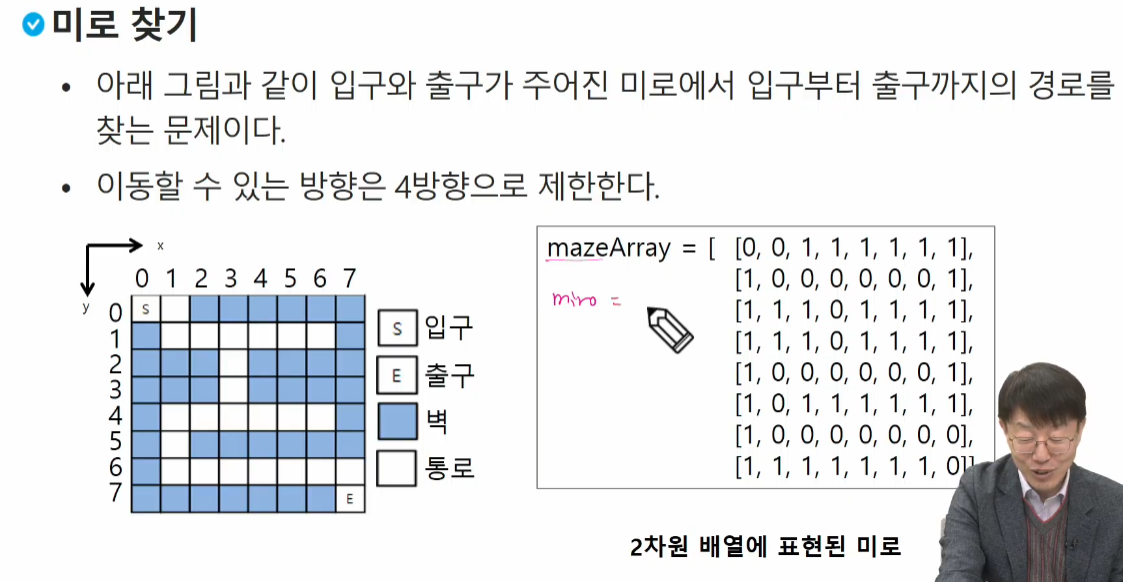 미로 찾기
• 아래 그림과 같이 입구와 출구가 주어진 미로에서 입구부터 출구까지의 경로를
찾는 문제이다.
• 이동할 수 있는 방향은 4방향으로 제한한다.
x
0 1 2 3 4 5 6 7
y
0 S
1
2
3
4
5
6
7 E
S 입구
E 출구
벽
통로
mazeArray = [ [0, 0, 1, 1, 1, 1, 1, 1],
miro =
[1, 0, 0, 0, 0, 0, 0, 1],
[1, 1, 1, 0, 1, 1, 1, 1],
[1, 1, 1, 0, 1, 1, 1, 1],
[1, 0, 0, 0, 0, 0, 0, 1],
[1, 0, 1, 1, 1, 1, 1, 1],
[1, 0, 0, 0, 0, 0, 0, 0],
[1, 1, 1, 1, 1, 1, 1, 0]]
2차원 배열에 표현된 미로